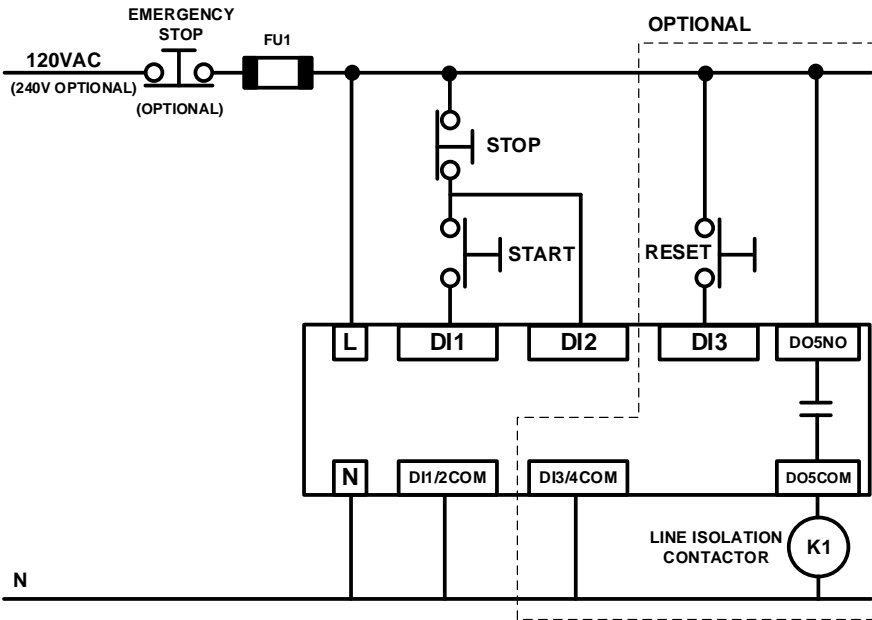 EMERGENCY
STOP
OPTIONAL
FU1
120VAC
(240V OPTIONAL)
(OPTIONAL)
STOP
START
RESET
L
DI1
DI2
DI3
DO5NO
N
DI1/2COM
DI3/4COM
DO5COM
LINE ISOLATION
CONTACTOR
K1
N